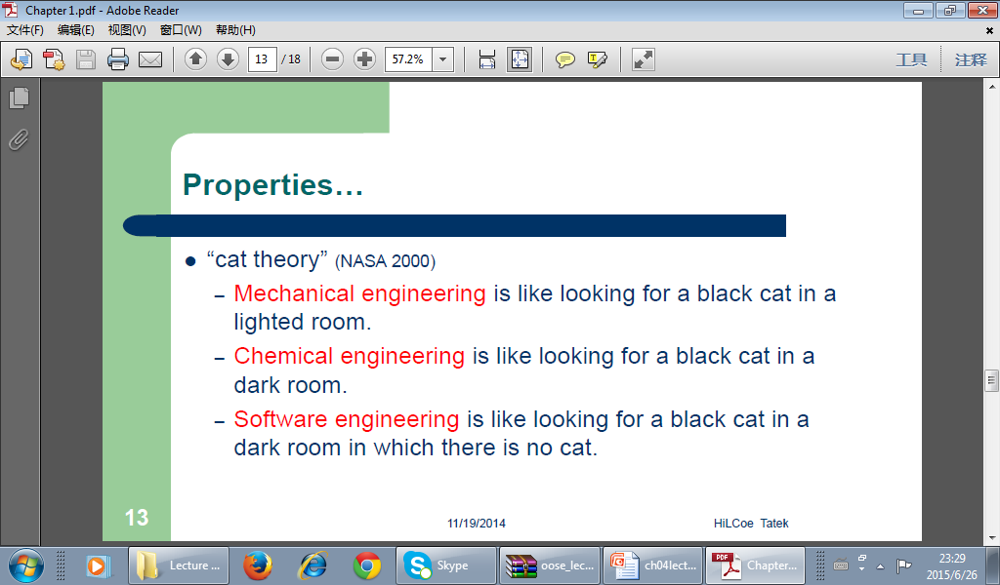 Chapter1.pdf - Adobe Reader
文件(F) 编辑(E) 视图(V) 窗口(W) 帮助(H)
13 / 18 57.2% 工具 注释
Properties…
“cat theory” (NASA 2000)
– Mechanical engineering is like looking for a black cat in a
lighted room.
– Chemical engineering is like looking for a black cat in a
dark room.
– Software engineering is like looking for a black cat in a
dark room in which there is no cat.
13 11/19/2014 HiLCoe Tatek
Lecture ... Skype oose_lec... ch04lect... PDF Chapter... 23:29
2015/6/26